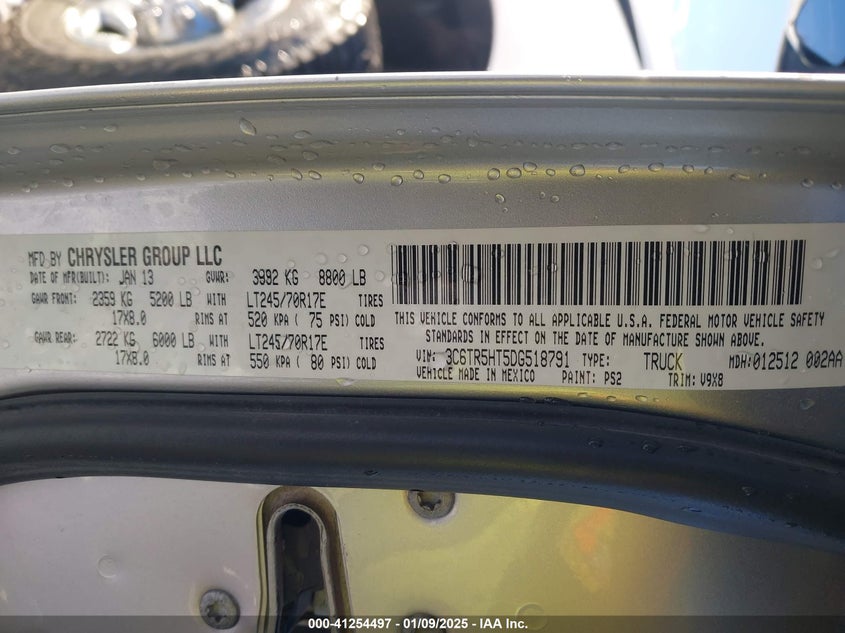 MFD BY CHRYSLER GROUP LLC
DATE OF MFR(BUILT): JAN 13 GVWR: 3992 KG 8800 LB
GAWR FRONT: 2359 KG 5200 LB WITH LT245/70R17E TIRES
17X8.0 RIMS AT 520 KPA ( 75 PSI) COLD
GAWR REAR: 2722 KG 6000 LB WITH LT245/70R17E TIRES
17X8.0 RIMS AT 550 KPA ( 80 PSI) COLD
THIS VEHICLE CONFORMS TO ALL APPLICABLE U.S.A. FEDERAL MOTOR VEHICLE SAFETY
STANDARDS IN EFFECT ON THE DATE OF MANUFACTURE SHOWN ABOVE.
VIN: 3C6TR5HT5DG518791 TYPE: TRUCK MDH:012512 002AA
VEHICLE MADE IN MEXICO PAINT: PS2 TRIM: V9X8
000-41254497 - 01/09/2025 - IAA Inc.